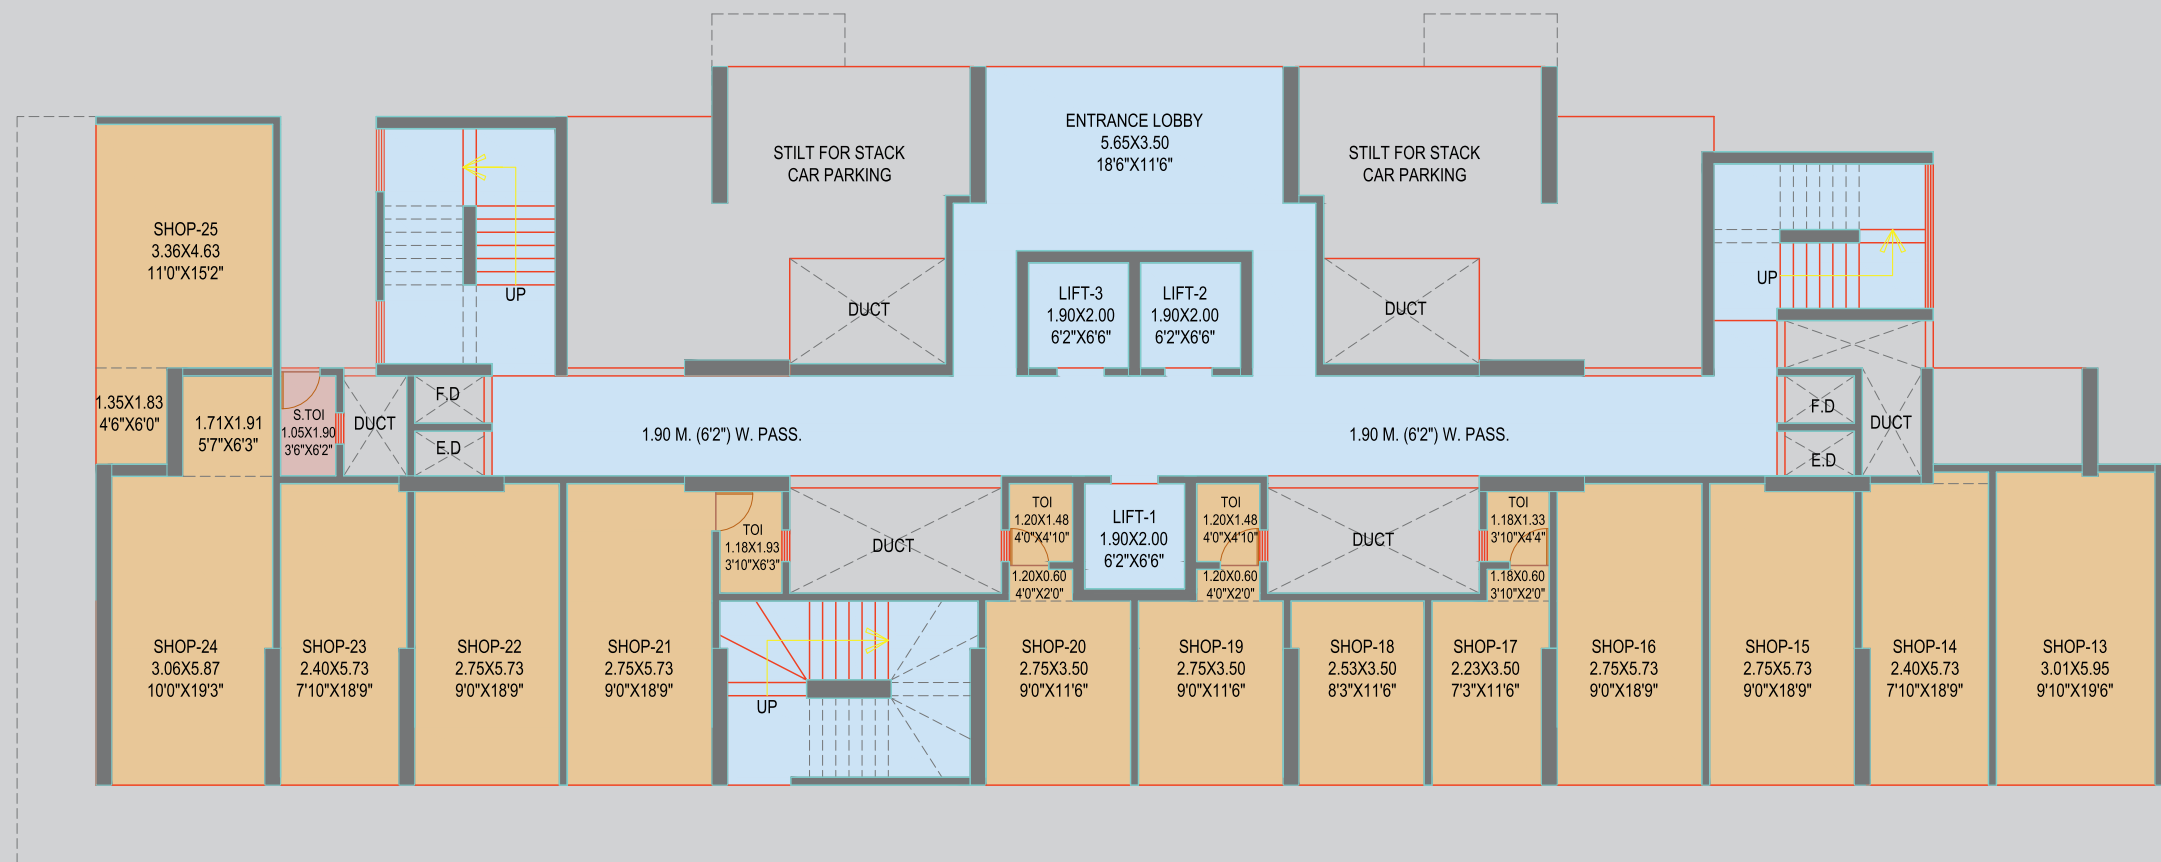 ENTRANCE LOBBY
5.65X3.50
18'6"X11'6"
STILT FOR STACK
CAR PARKING
STILT FOR STACK
CAR PARKING
SHOP-25
3.36X4.63
11'0"X15'2"
UP
DUCT
LIFT-3
1.90X2.00
6'2"X6'6"
LIFT-2
1.90X2.00
6'2"X6'6"
DUCT
UP
1.35X1.83
4'6"X6'0"
1.71X1.91
5'7"X6'3"
S.TOI
1.05X1.90
3'6"X6'2"
DUCT
F.D
E.D
1.90 M. (6'2") W. PASS.
1.90 M. (6'2") W. PASS.
F.D
E.D
DUCT
TOI
1.18X1.93
3'10"X6'3"
DUCT
TOI
1.20X1.48
4'0"X4'10"
1.20X0.60
4'0"X2'0"
LIFT-1
1.90X2.00
6'2"X6'6"
TOI
1.20X1.48
4'0"X4'10"
1.20X0.60
4'0"X2'0"
DUCT
TOI
1.18X1.33
3'10"X4'4"
1.18X0.60
3'10"X2'0"
SHOP-24
3.06X5.87
10'0"X19'3"
SHOP-23
2.40X5.73
7'10"X18'9"
SHOP-22
2.75X5.73
9'0"X18'9"
SHOP-21
2.75X5.73
9'0"X18'9"
UP
SHOP-20
2.75X3.50
9'0"X11'6"
SHOP-19
2.75X3.50
9'0"X11'6"
SHOP-18
2.53X3.50
8'3"X11'6"
SHOP-17
2.23X3.50
7'3"X11'6"
SHOP-16
2.75X5.73
9'0"X18'9"
SHOP-15
2.75X5.73
9'0"X18'9"
SHOP-14
2.40X5.73
7'10"X18'9"
SHOP-13
3.01X5.95
9'10"X19'6"